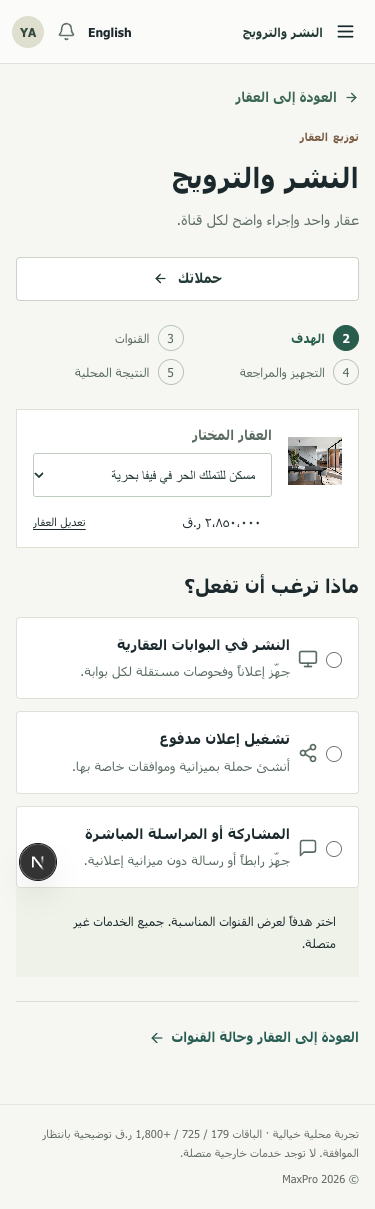 النشر والترويج
English
YA
العودة إلى العقار
توزيع العقار
النشر والترويج
عقار واحد وإجراء واضح لكل قناة.
حملاتك
2 الهدف
3 القنوات
4 التجهيز والمراجعة
5 النتيجة المحلية
العقار المختار
مسكن للتملك الحر في فيفا بحرية
٢٬٨٥٠٬٠٠٠ ر.ق
تعديل العقار
ماذا ترغب أن تفعل؟
النشر في البوابات العقارية
جهّز إعلاناً وفحوصات مستقلة لكل بوابة.
تشغيل إعلان مدفوع
أنشئ حملة بميزانية وموافقات خاصة بها.
المشاركة أو المراسلة المباشرة
جهّز رابطاً أو رسالة دون ميزانية إعلانية.
N
اختر هدفاً لعرض القنوات المناسبة. جميع الخدمات غير
متصلة.
العودة إلى العقار وحالة القنوات
تجربة محلية خيالية · الباقات 179 / 725 / +1,800 ر.ق توضيحية بانتظار
الموافقة. لا توجد خدمات خارجية متصلة.
© 2026 MaxPro